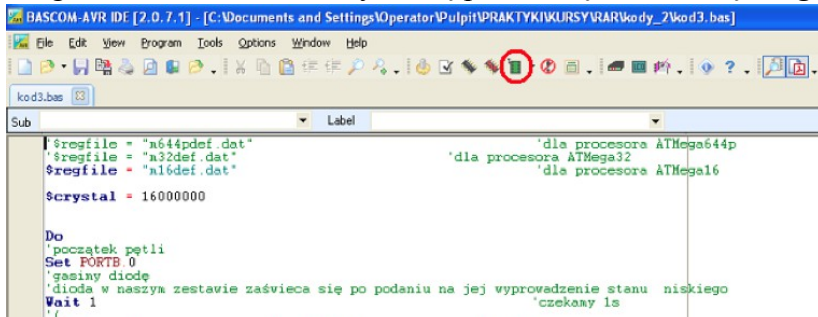 BASCOM-AVR IDE [2.0.7.1] - [C:\Documents and Settings\Operator\Pulpit\PRAKTYKI\KURSY\RAR\kody_2\kod3.bas]
File Edit View Program Tools Options Window Help
kod3.bas
Sub Label
'$regfile = "m644pdef.dat" 'dla procesora ATMega644p
'$regfile = "m32def.dat" 'dla procesora ATMega32
$regfile = "m16def.dat" 'dla procesora ATMega16
$crystal = 16000000
Do
'początek pętli
Set PORTB.0
'gasimy diodę
'dioda w naszym zestawie zaświeca się po podaniu na jej wyprowadzenie stanu niskiego
Wait 1 'czekamy 1s
'(